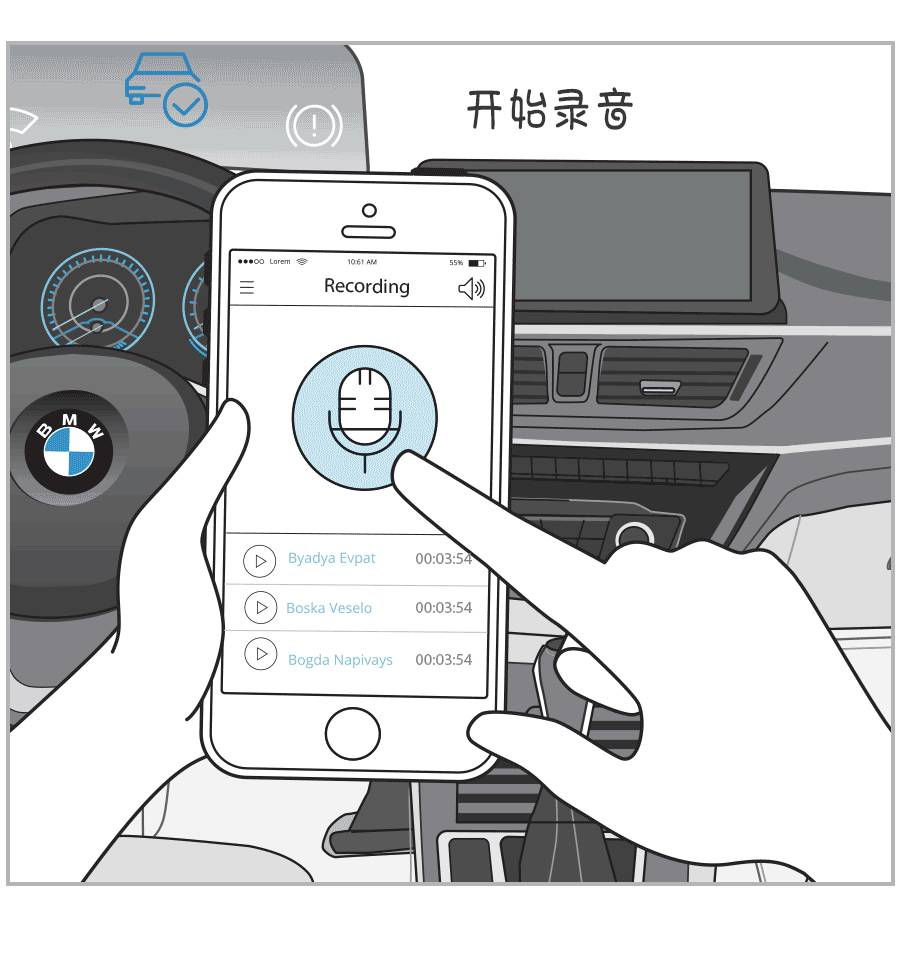 开始录音
Lorem 10:61 AM 55%
Recording
BMW
Byadya Evpat 00:03:54
Boska Veselo 00:03:54
Bogda Napivays 00:03:54